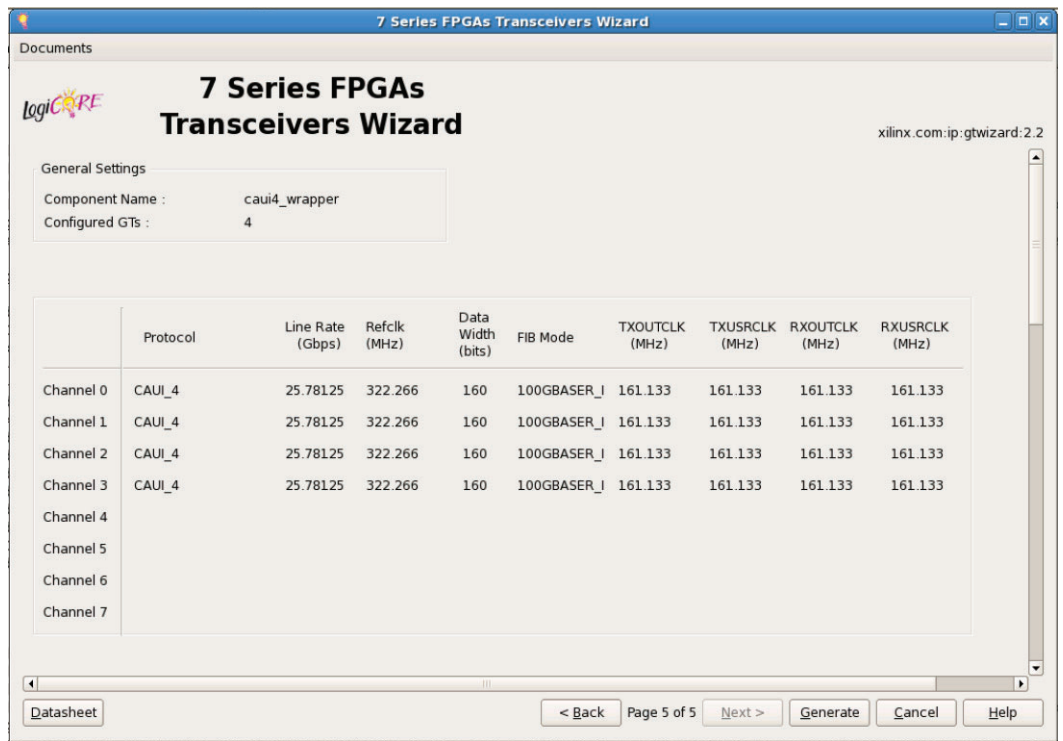 7 Series FPGAs Transceivers Wizard
Documents
logiCORE
7 Series FPGAs
Transceivers Wizard
xilinx.com:ip:gtwizard:2.2
General Settings
Component Name : caui4_wrapper
Configured GTs : 4
Protocol Line Rate (Gbps) Refclk (MHz) Data Width (bits) FIB Mode TXOUTCLK (MHz) TXUSRCLK (MHz) RXOUTCLK (MHz) RXUSRCLK (MHz)
Channel 0 CAUI_4 25.78125 322.266 160 100GBASER_I 161.133 161.133 161.133 161.133
Channel 1 CAUI_4 25.78125 322.266 160 100GBASER_I 161.133 161.133 161.133 161.133
Channel 2 CAUI_4 25.78125 322.266 160 100GBASER_I 161.133 161.133 161.133 161.133
Channel 3 CAUI_4 25.78125 322.266 160 100GBASER_I 161.133 161.133 161.133 161.133
Channel 4
Channel 5
Channel 6
Channel 7
Datasheet < Back Page 5 of 5 Next > Generate Cancel Help